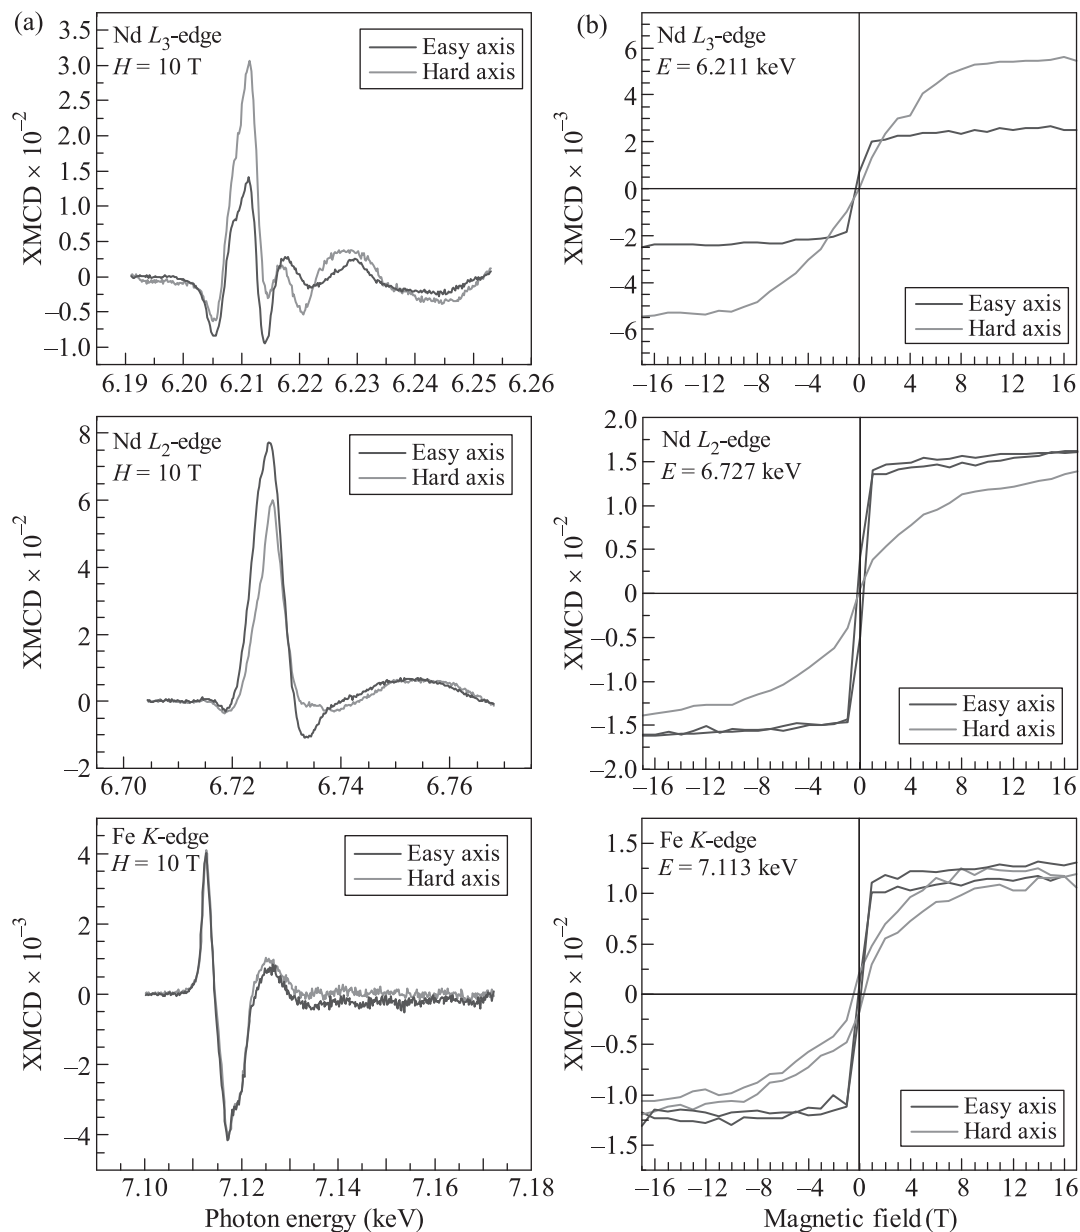 (a)
Nd L3-edge
H = 10 T
Easy axis
Hard axis
XMCD × 10–2
3.5
3.0
2.5
2.0
1.5
1.0
0.5
0
–0.5
–1.0
6.19 6.20 6.21 6.22 6.23 6.24 6.25 6.26
(b)
Nd L3-edge
E = 6.211 keV
Easy axis
Hard axis
XMCD × 10–3
6
4
2
0
–2
–4
–6
–16 –12 –8 –4 0 4 8 12 16
Nd L2-edge
H = 10 T
Easy axis
Hard axis
XMCD × 10–2
8
6
4
2
0
–2
6.70 6.72 6.74 6.76
Nd L2-edge
E = 6.727 keV
Easy axis
Hard axis
XMCD × 10–2
2.0
1.5
1.0
0.5
0
–0.5
–1.0
–1.5
–2.0
–16 –12 –8 –4 0 4 8 12 16
Fe K-edge
H = 10 T
Easy axis
Hard axis
XMCD × 10–3
4
2
0
–2
–4
7.10 7.12 7.14 7.16 7.18
Photon energy (keV)
Fe K-edge
E = 7.113 keV
Easy axis
Hard axis
XMCD × 10–2
1.5
1.0
0.5
0
–0.5
–1.0
–1.5
–16 –12 –8 –4 0 4 8 12 16
Magnetic field (T)